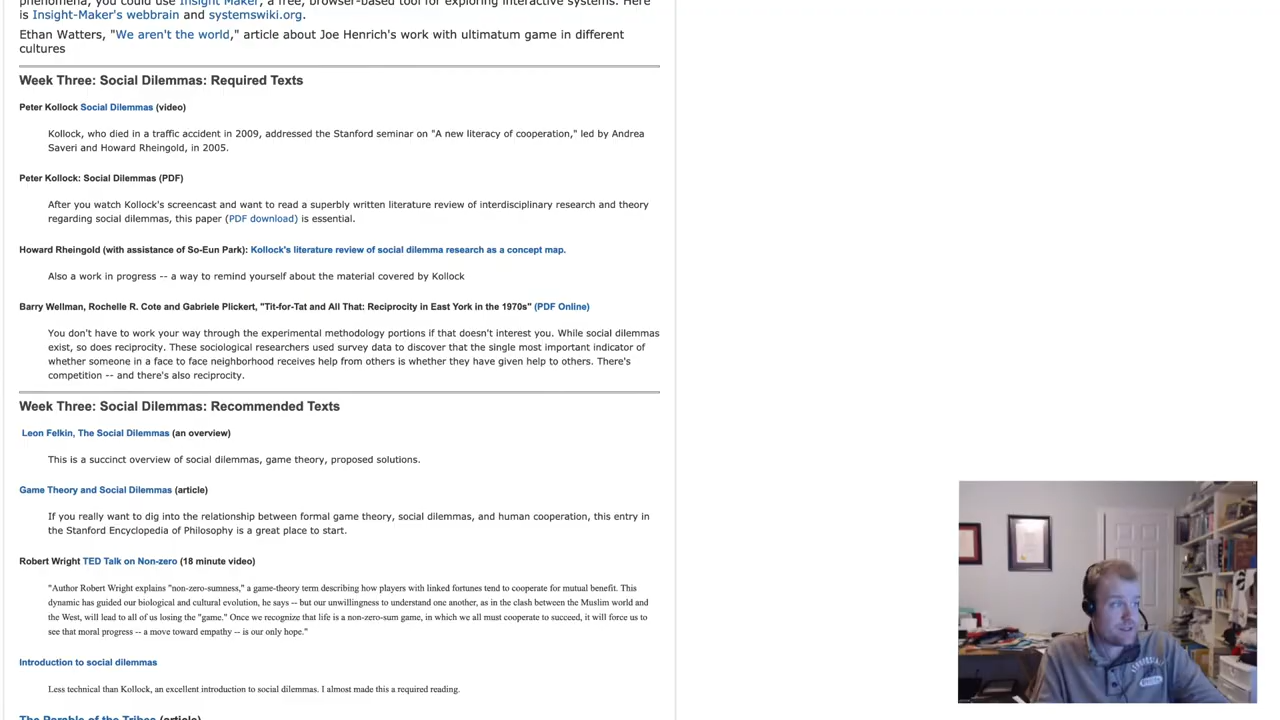 phenomena, you could use Insight Maker, a free, browser-based tool for exploring interactive systems. Here
is Insight-Maker's webbrain and systemswiki.org.
Ethan Watters, "We aren't the world," article about Joe Henrich's work with ultimatum game in different
cultures
Week Three: Social Dilemmas: Required Texts
Peter Kollock Social Dilemmas (video)
Kollock, who died in a traffic accident in 2009, addressed the Stanford seminar on "A new literacy of cooperation," led by Andrea
Saveri and Howard Rheingold, in 2005.
Peter Kollock: Social Dilemmas (PDF)
After you watch Kollock's screencast and want to read a superbly written literature review of interdisciplinary research and theory
regarding social dilemmas, this paper (PDF download) is essential.
Howard Rheingold (with assistance of So-Eun Park): Kollock's literature review of social dilemma research as a concept map.
Also a work in progress -- a way to remind yourself about the material covered by Kollock
Barry Wellman, Rochelle R. Cote and Gabriele Plickert, "Tit-for-Tat and All That: Reciprocity in East York in the 1970s" (PDF Online)
You don't have to work your way through the experimental methodology portions if that doesn't interest you. While social dilemmas
exist, so does reciprocity. These sociological researchers used survey data to discover that the single most important indicator of
whether someone in a face to face neighborhood receives help from others is whether they have given help to others. There's
competition -- and there's also reciprocity.
Week Three: Social Dilemmas: Recommended Texts
Leon Felkin, The Social Dilemmas (an overview)
This is a succinct overview of social dilemmas, game theory, proposed solutions.
Game Theory and Social Dilemmas (article)
If you really want to dig into the relationship between formal game theory, social dilemmas, and human cooperation, this entry in
the Stanford Encyclopedia of Philosophy is a great place to start.
Robert Wright TED Talk on Non-zero (18 minute video)
"Author Robert Wright explains "non-zero-sumness," a game-theory term describing how players with linked fortunes tend to cooperate for mutual benefit. This
dynamic has guided our biological and cultural evolution, he says -- but our unwillingness to understand one another, as in the clash between the Muslim world and
the West, will lead to all of us losing the "game." Once we recognize that life is a non-zero-sum game, in which we all must cooperate to succeed, it will force us to
see that moral progress -- a move toward empathy -- is our only hope."
Introduction to social dilemmas
Less technical than Kollock, an excellent introduction to social dilemmas. I almost made this a required reading.
The Parable of the Tribes (article)